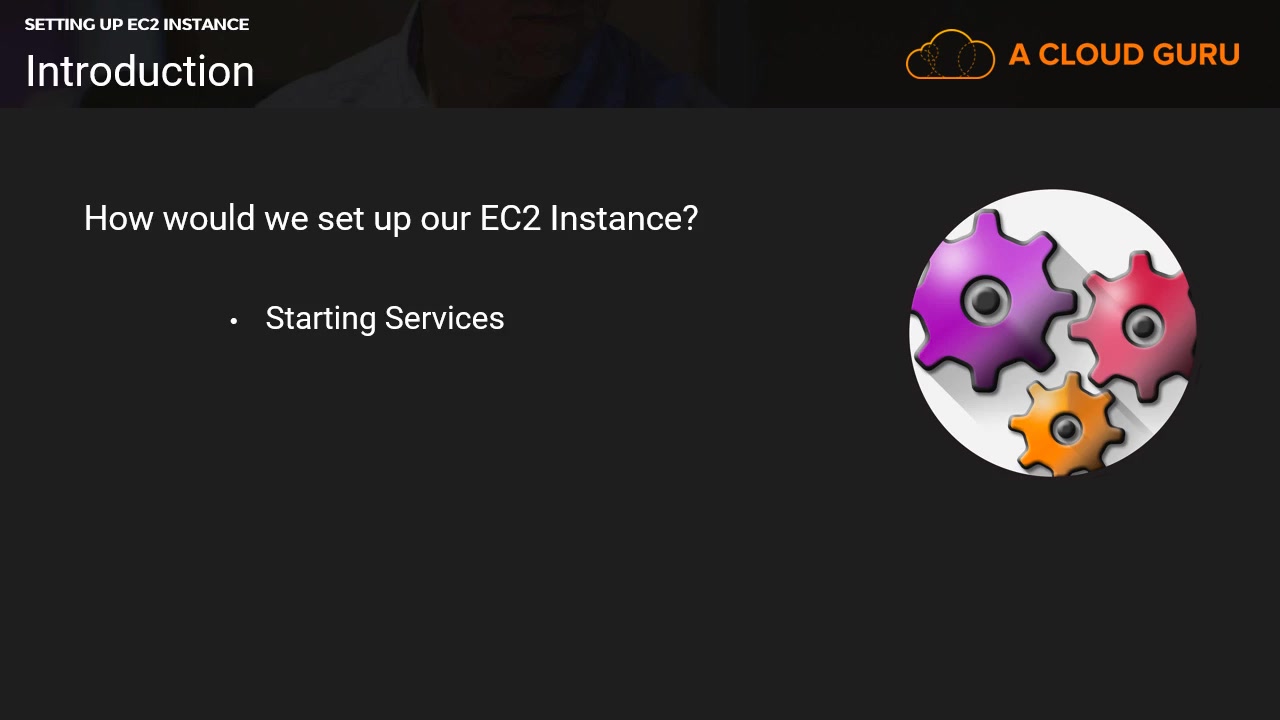 SETTING UP EC2 INSTANCE
Introduction
A CLOUD GURU
How would we set up our EC2 Instance?
• Starting Services